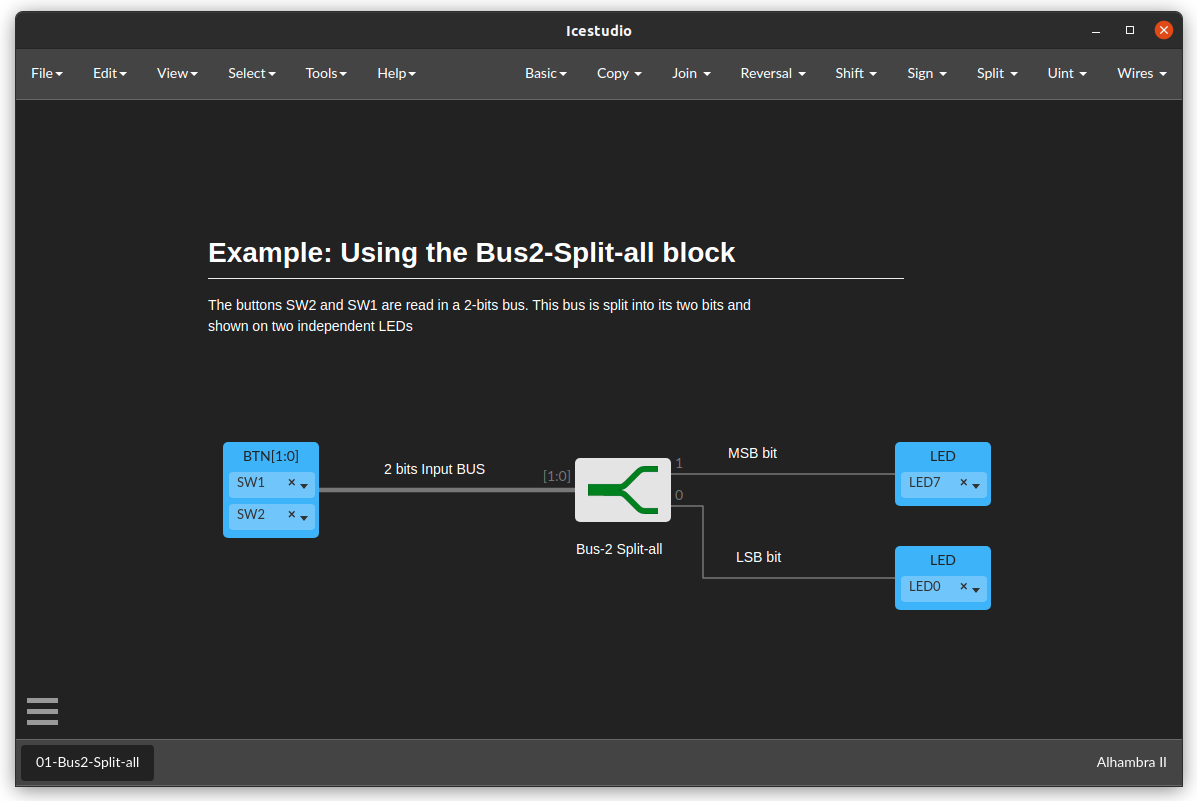 Icestudio
File Edit View Select Tools Help Basic Copy Join Reversal Shift Sign Split Uint Wires
Example: Using the Bus2-Split-all block
The buttons SW2 and SW1 are read in a 2-bits bus. This bus is split into its two bits and
shown on two independent LEDs
BTN[1:0]
SW1 ×
SW2 ×
2 bits Input BUS
[1:0]
1
0
Bus-2 Split-all
MSB bit
LSB bit
LED
LED7 ×
LED
LED0 ×
01-Bus2-Split-all
Alhambra II